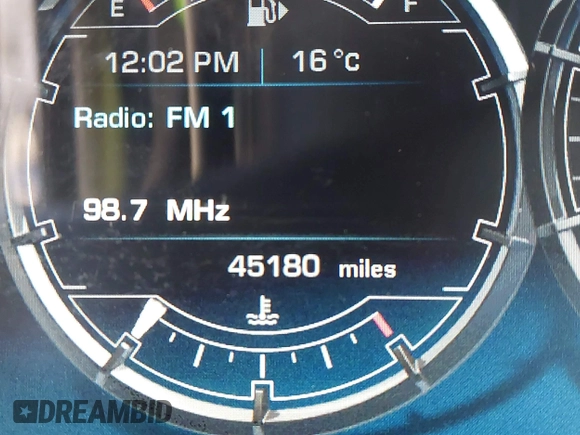 E F
12:02 PM 16 °C
Radio: FM 1
98.7 MHz
45180 miles
DREAMBID